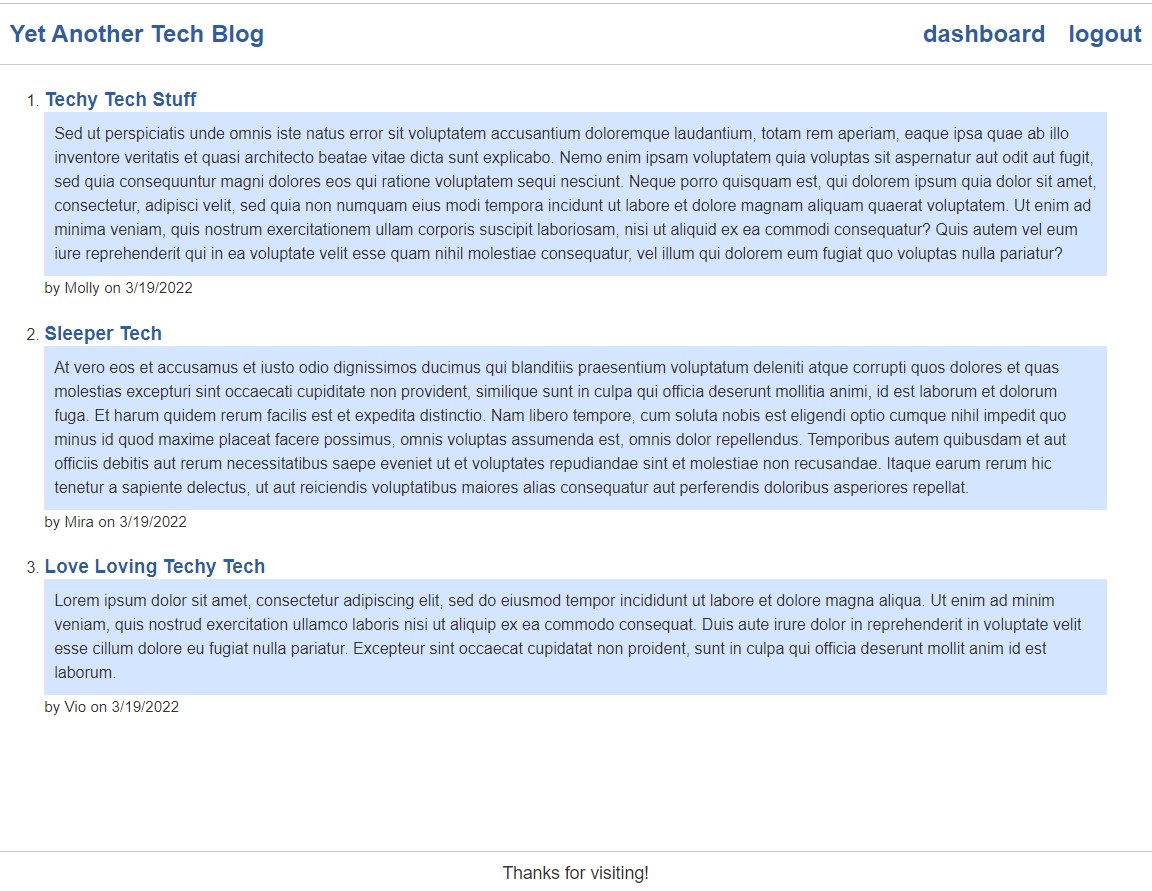 Yet Another Tech Blog dashboard logout
1. Techy Tech Stuff
Sed ut perspiciatis unde omnis iste natus error sit voluptatem accusantium doloremque laudantium, totam rem aperiam, eaque ipsa quae ab illo
inventore veritatis et quasi architecto beatae vitae dicta sunt explicabo. Nemo enim ipsam voluptatem quia voluptas sit aspernatur aut odit aut fugit,
sed quia consequuntur magni dolores eos qui ratione voluptatem sequi nesciunt. Neque porro quisquam est, qui dolorem ipsum quia dolor sit amet,
consectetur, adipisci velit, sed quia non numquam eius modi tempora incidunt ut labore et dolore magnam aliquam quaerat voluptatem. Ut enim ad
minima veniam, quis nostrum exercitationem ullam corporis suscipit laboriosam, nisi ut aliquid ex ea commodi consequatur? Quis autem vel eum
iure reprehenderit qui in ea voluptate velit esse quam nihil molestiae consequatur, vel illum qui dolorem eum fugiat quo voluptas nulla pariatur?
by Molly on 3/19/2022
2. Sleeper Tech
At vero eos et accusamus et iusto odio dignissimos ducimus qui blanditiis praesentium voluptatum deleniti atque corrupti quos dolores et quas
molestias excepturi sint occaecati cupiditate non provident, similique sunt in culpa qui officia deserunt mollitia animi, id est laborum et dolorum
fuga. Et harum quidem rerum facilis est et expedita distinctio. Nam libero tempore, cum soluta nobis est eligendi optio cumque nihil impedit quo
minus id quod maxime placeat facere possimus, omnis voluptas assumenda est, omnis dolor repellendus. Temporibus autem quibusdam et aut
officiis debitis aut rerum necessitatibus saepe eveniet ut et voluptates repudiandae sint et molestiae non recusandae. Itaque earum rerum hic
tenetur a sapiente delectus, ut aut reiciendis voluptatibus maiores alias consequatur aut perferendis doloribus asperiores repellat.
by Mira on 3/19/2022
3. Love Loving Techy Tech
Lorem ipsum dolor sit amet, consectetur adipiscing elit, sed do eiusmod tempor incididunt ut labore et dolore magna aliqua. Ut enim ad minim
veniam, quis nostrud exercitation ullamco laboris nisi ut aliquip ex ea commodo consequat. Duis aute irure dolor in reprehenderit in voluptate velit
esse cillum dolore eu fugiat nulla pariatur. Excepteur sint occaecat cupidatat non proident, sunt in culpa qui officia deserunt mollit anim id est
laborum.
by Vio on 3/19/2022
Thanks for visiting!